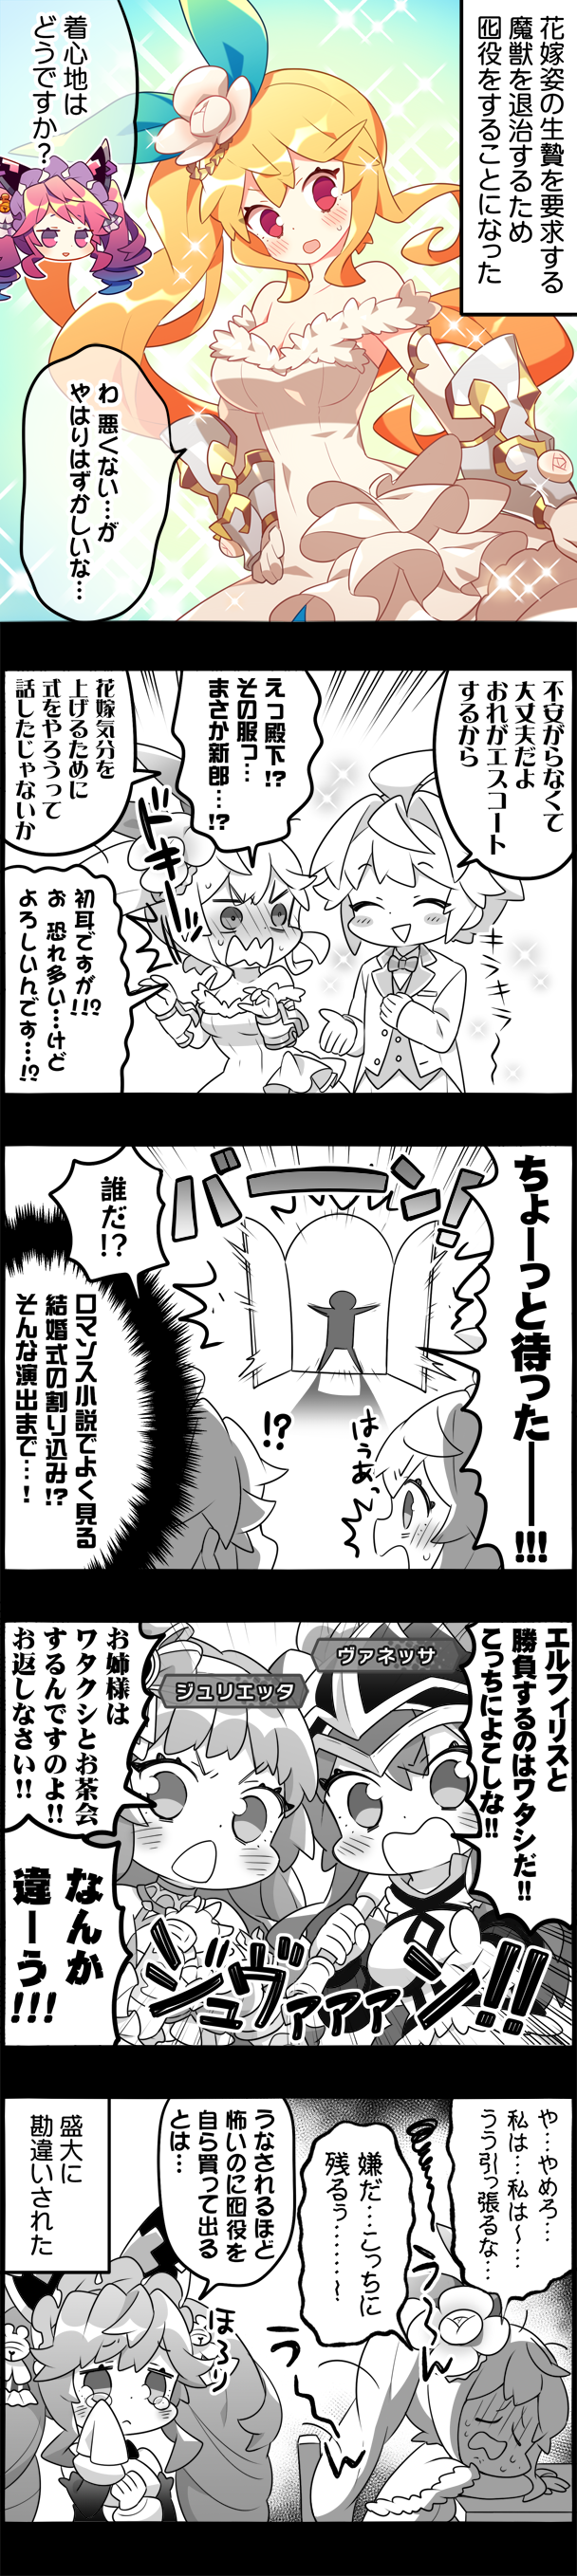 花嫁姿の生贄を要求する
魔獣を退治するため
囮役をすることになった
着心地は
どうですか?
わ 悪くない…が
やはりはずかしいな…
不安がらなくて
大丈夫だよ
おれがエスコート
するから
キラキラ
えっ殿下!?
その服っ…
まさか新郎…!?
ドキーッ
花嫁気分を
上げるために
式をやろうって
話したじゃないか
初耳ですが!!?
お 恐れ多い…けど
よろしいんです…!?
ちょーっと待ったーー!!!
バーーン!
誰だ!?
はうあっ
!?
ロマンス小説でよく見る
結婚式の割り込み!?
そんな演出まで…!
エルフィリスと
勝負するのはワタシだ!!
こっちによこしな!!
ヴァネッサ
ジュリエッタ
お姉様は
ワタクシとお茶会
するんですのよ!!
お返しなさい!!
ジュヴァァァン!!
なんか
違ーう!!!
や…やめろ…
私は…私は〜…
うう引っ張るな…
嫌だ…こっちに
残るぅ……〜
う〜ん
う〜ん
うなされるほど
怖いのに囮役を
自ら買って出る
とは…
ほろり
盛大に
勘違いされた